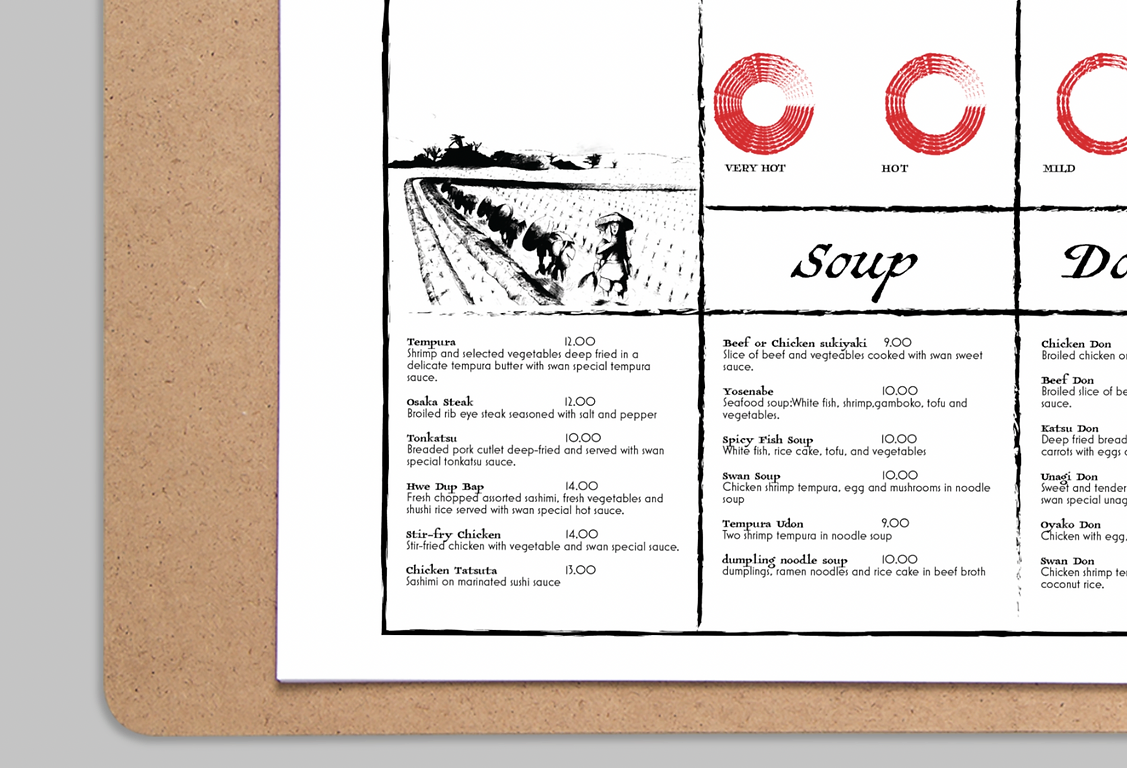 VERY HOT
HOT
MILD
Soup
Tempura 12.00
Shrimp and selected vegetables deep fried in a
delicate tempura butter with swan special tempura
sauce.
Osaka Steak 12.00
Broiled rib eye steak seasoned with salt and pepper
Tonkatsu 10.00
Breaded pork cutlet deep-fried and served with swan
special tonkatsu sauce.
Hwe Dup Bap 14.00
Fresh chopped assorted sashimi, fresh vegetables and
shushi rice served with swan special hot sauce.
Stir-fry Chicken 14.00
Stir-fried chicken with vegetable and swan special sauce.
Chicken Tatsuta 13.00
Sashimi on marinated sushi sauce
Beef or Chicken sukiyaki 9.00
Slice of beef and vegteables cooked with swan sweet
sauce.
Yosenabe 10.00
Seafood soup:White fish, shrimp,gamboko, tofu and
vegetables.
Spicy Fish Soup 10.00
White fish, rice cake, tofu, and vegetables
Swan Soup 10.00
Chicken shrimp tempura, egg and mushrooms in noodle
soup
Tempura Udon 9.00
Two shrimp tempura in noodle soup
dumpling noodle soup 10.00
dumplings, ramen noodles and rice cake in beef broth
Chicken Don
Broiled chicken
Beef Don
Broiled slice of
sauce.
Katsu Don
Deep fried
carrots with eggs
Unagi Don
Sweet and tender
swan special
Oyako Don
Chicken with egg,
Swan Don
Chicken shrimp
coconut rice.